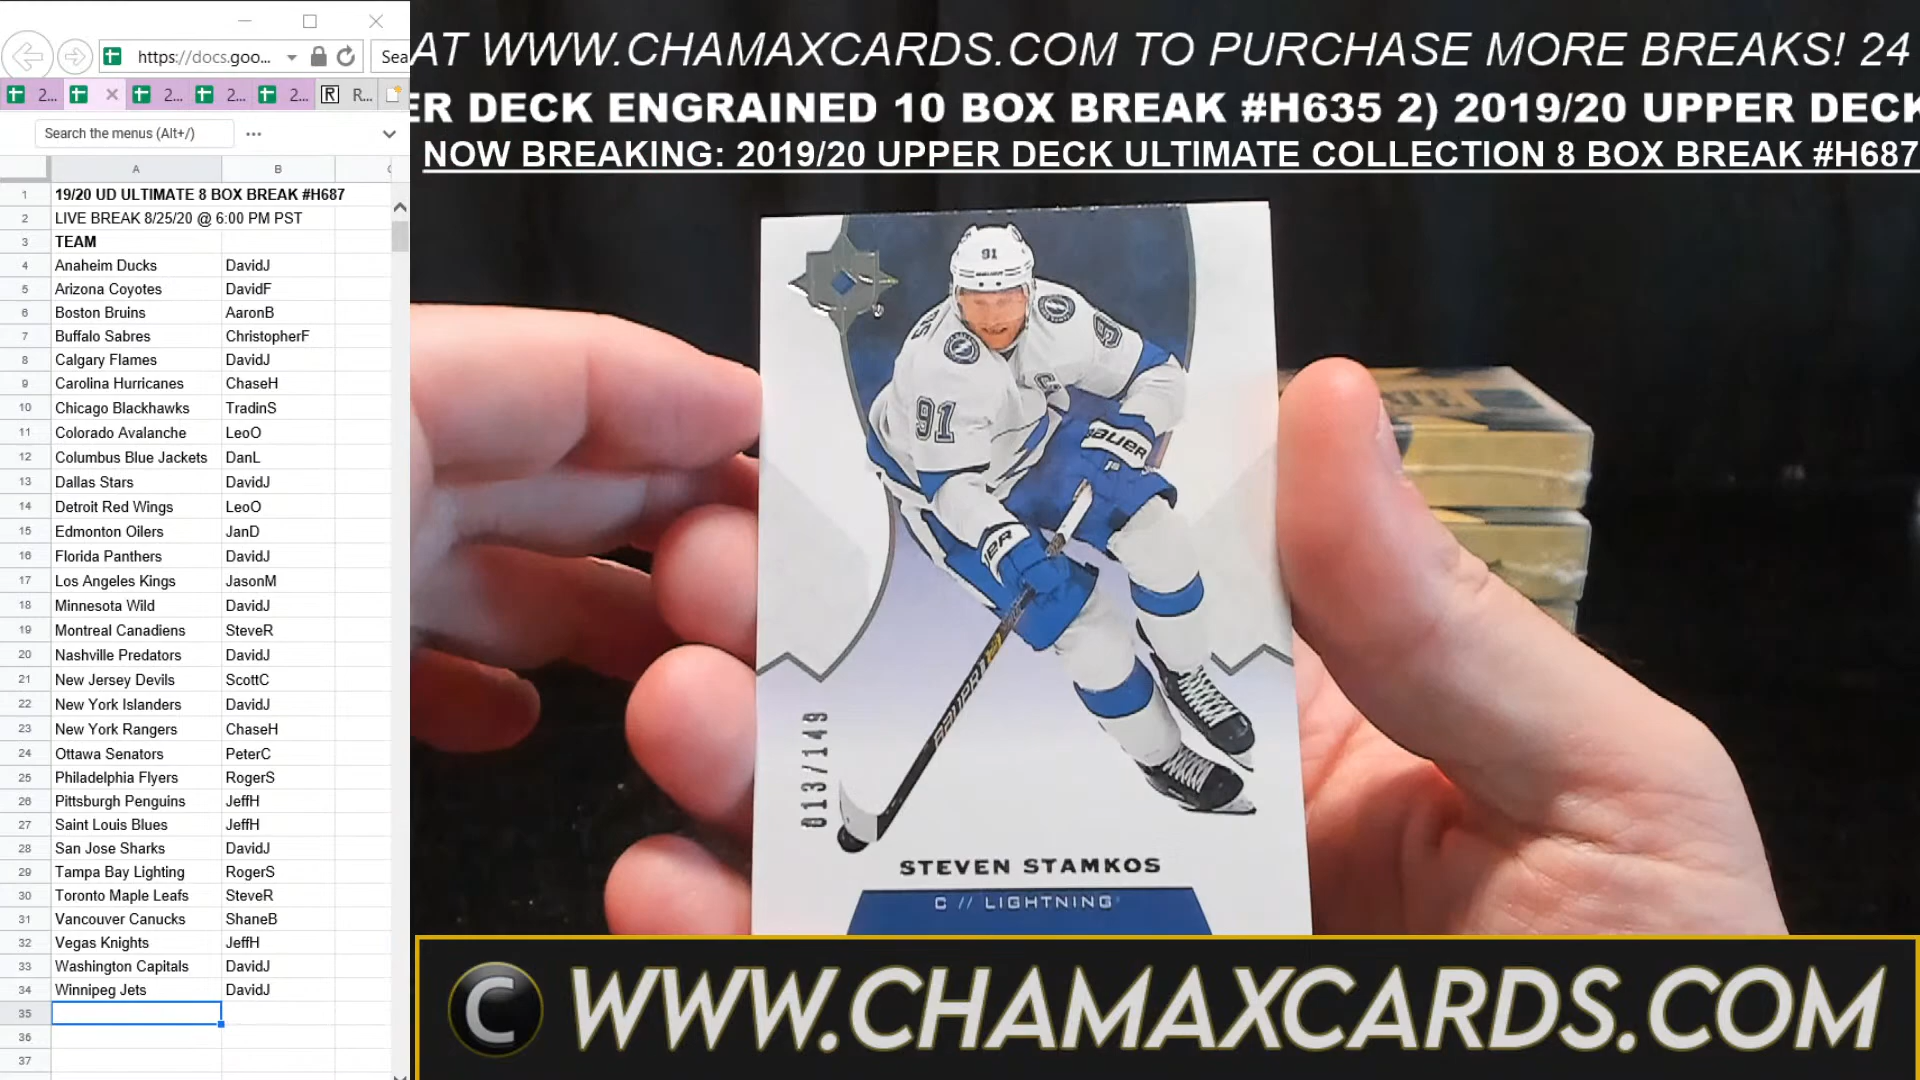 https://docs.goo...
Sea
2...
2...
2...
2...
R...
Search the menus (Alt+/)
A B
1 19/20 UD ULTIMATE 8 BOX BREAK #H687
2 LIVE BREAK 8/25/20 @ 6:00 PM PST
3 TEAM
4 Anaheim Ducks DavidJ
5 Arizona Coyotes DavidF
6 Boston Bruins AaronB
7 Buffalo Sabres ChristopherF
8 Calgary Flames DavidJ
9 Carolina Hurricanes ChaseH
10 Chicago Blackhawks TradinS
11 Colorado Avalanche LeoO
12 Columbus Blue Jackets DanL
13 Dallas Stars DavidJ
14 Detroit Red Wings LeoO
15 Edmonton Oilers JanD
16 Florida Panthers DavidJ
17 Los Angeles Kings JasonM
18 Minnesota Wild DavidJ
19 Montreal Canadiens SteveR
20 Nashville Predators DavidJ
21 New Jersey Devils ScottC
22 New York Islanders DavidJ
23 New York Rangers ChaseH
24 Ottawa Senators PeterC
25 Philadelphia Flyers RogerS
26 Pittsburgh Penguins JeffH
27 Saint Louis Blues JeffH
28 San Jose Sharks DavidJ
29 Tampa Bay Lighting RogerS
30 Toronto Maple Leafs SteveR
31 Vancouver Canucks ShaneB
32 Vegas Knights JeffH
33 Washington Capitals DavidJ
34 Winnipeg Jets DavidJ
35
36
37
AT WWW.CHAMAXCARDS.COM TO PURCHASE MORE BREAKS! 24
ER DECK ENGRAINED 10 BOX BREAK #H635 2) 2019/20 UPPER DECK
NOW BREAKING: 2019/20 UPPER DECK ULTIMATE COLLECTION 8 BOX BREAK #H687
91
91
BAUER
BAUER
013/149
STEVEN STAMKOS
C // LIGHTNING
C WWW.CHAMAXCARDS.COM